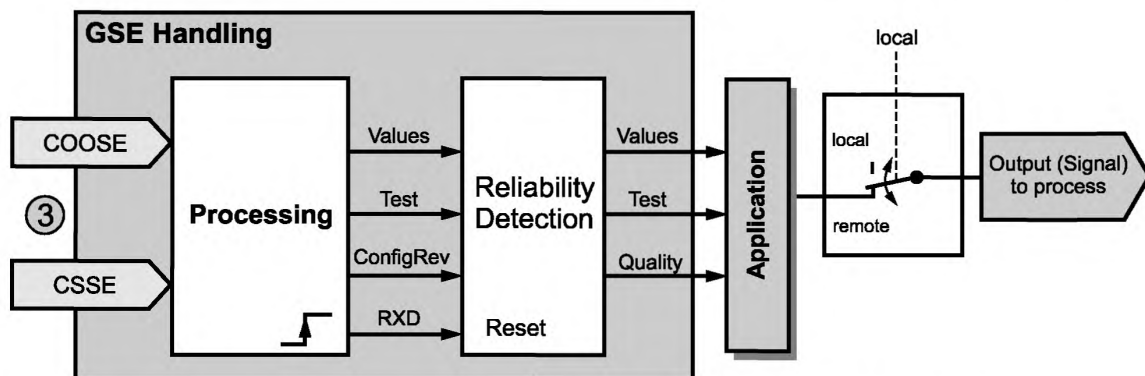 GSE Handling
local
COOSE
Values
Values
local
Output (Signal)
to process
3
Processing
Test
Reliability
Detection
Test
Application
remote
CSSE
ConfigRev
Quality
RXD
Reset